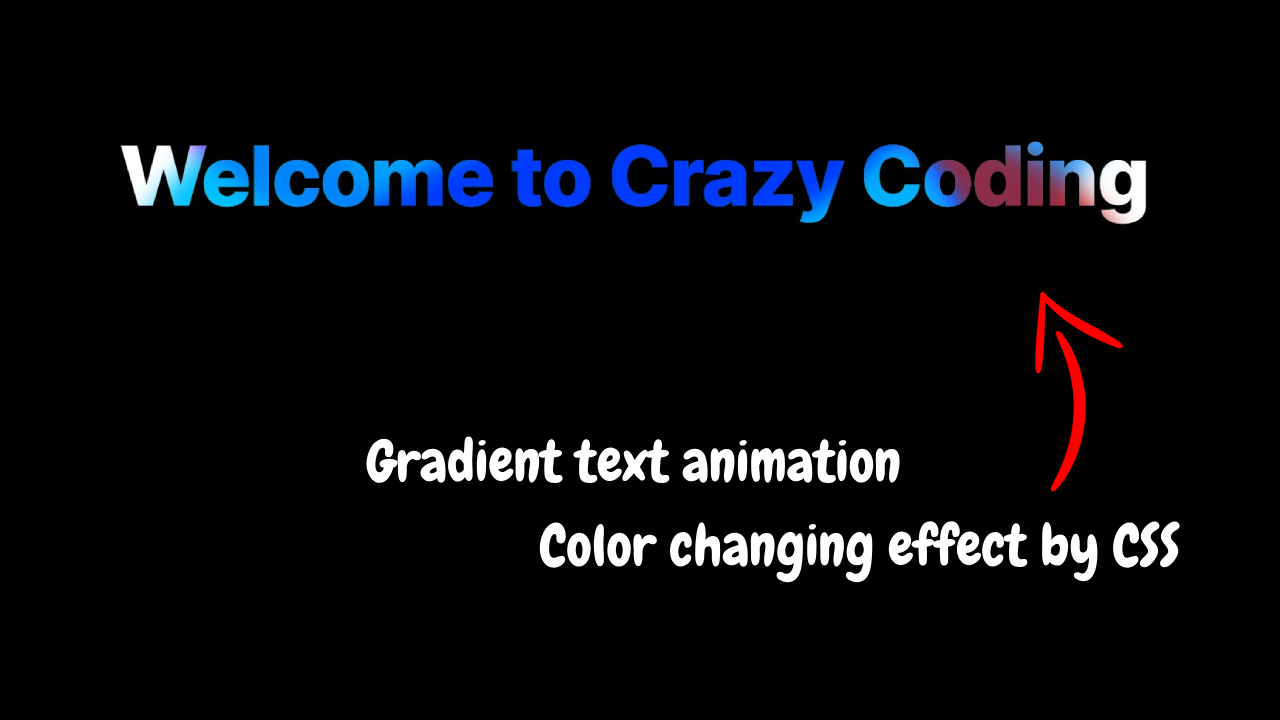 Welcome to Crazy Coding
Gradient text animation
Color changing effect by CSS